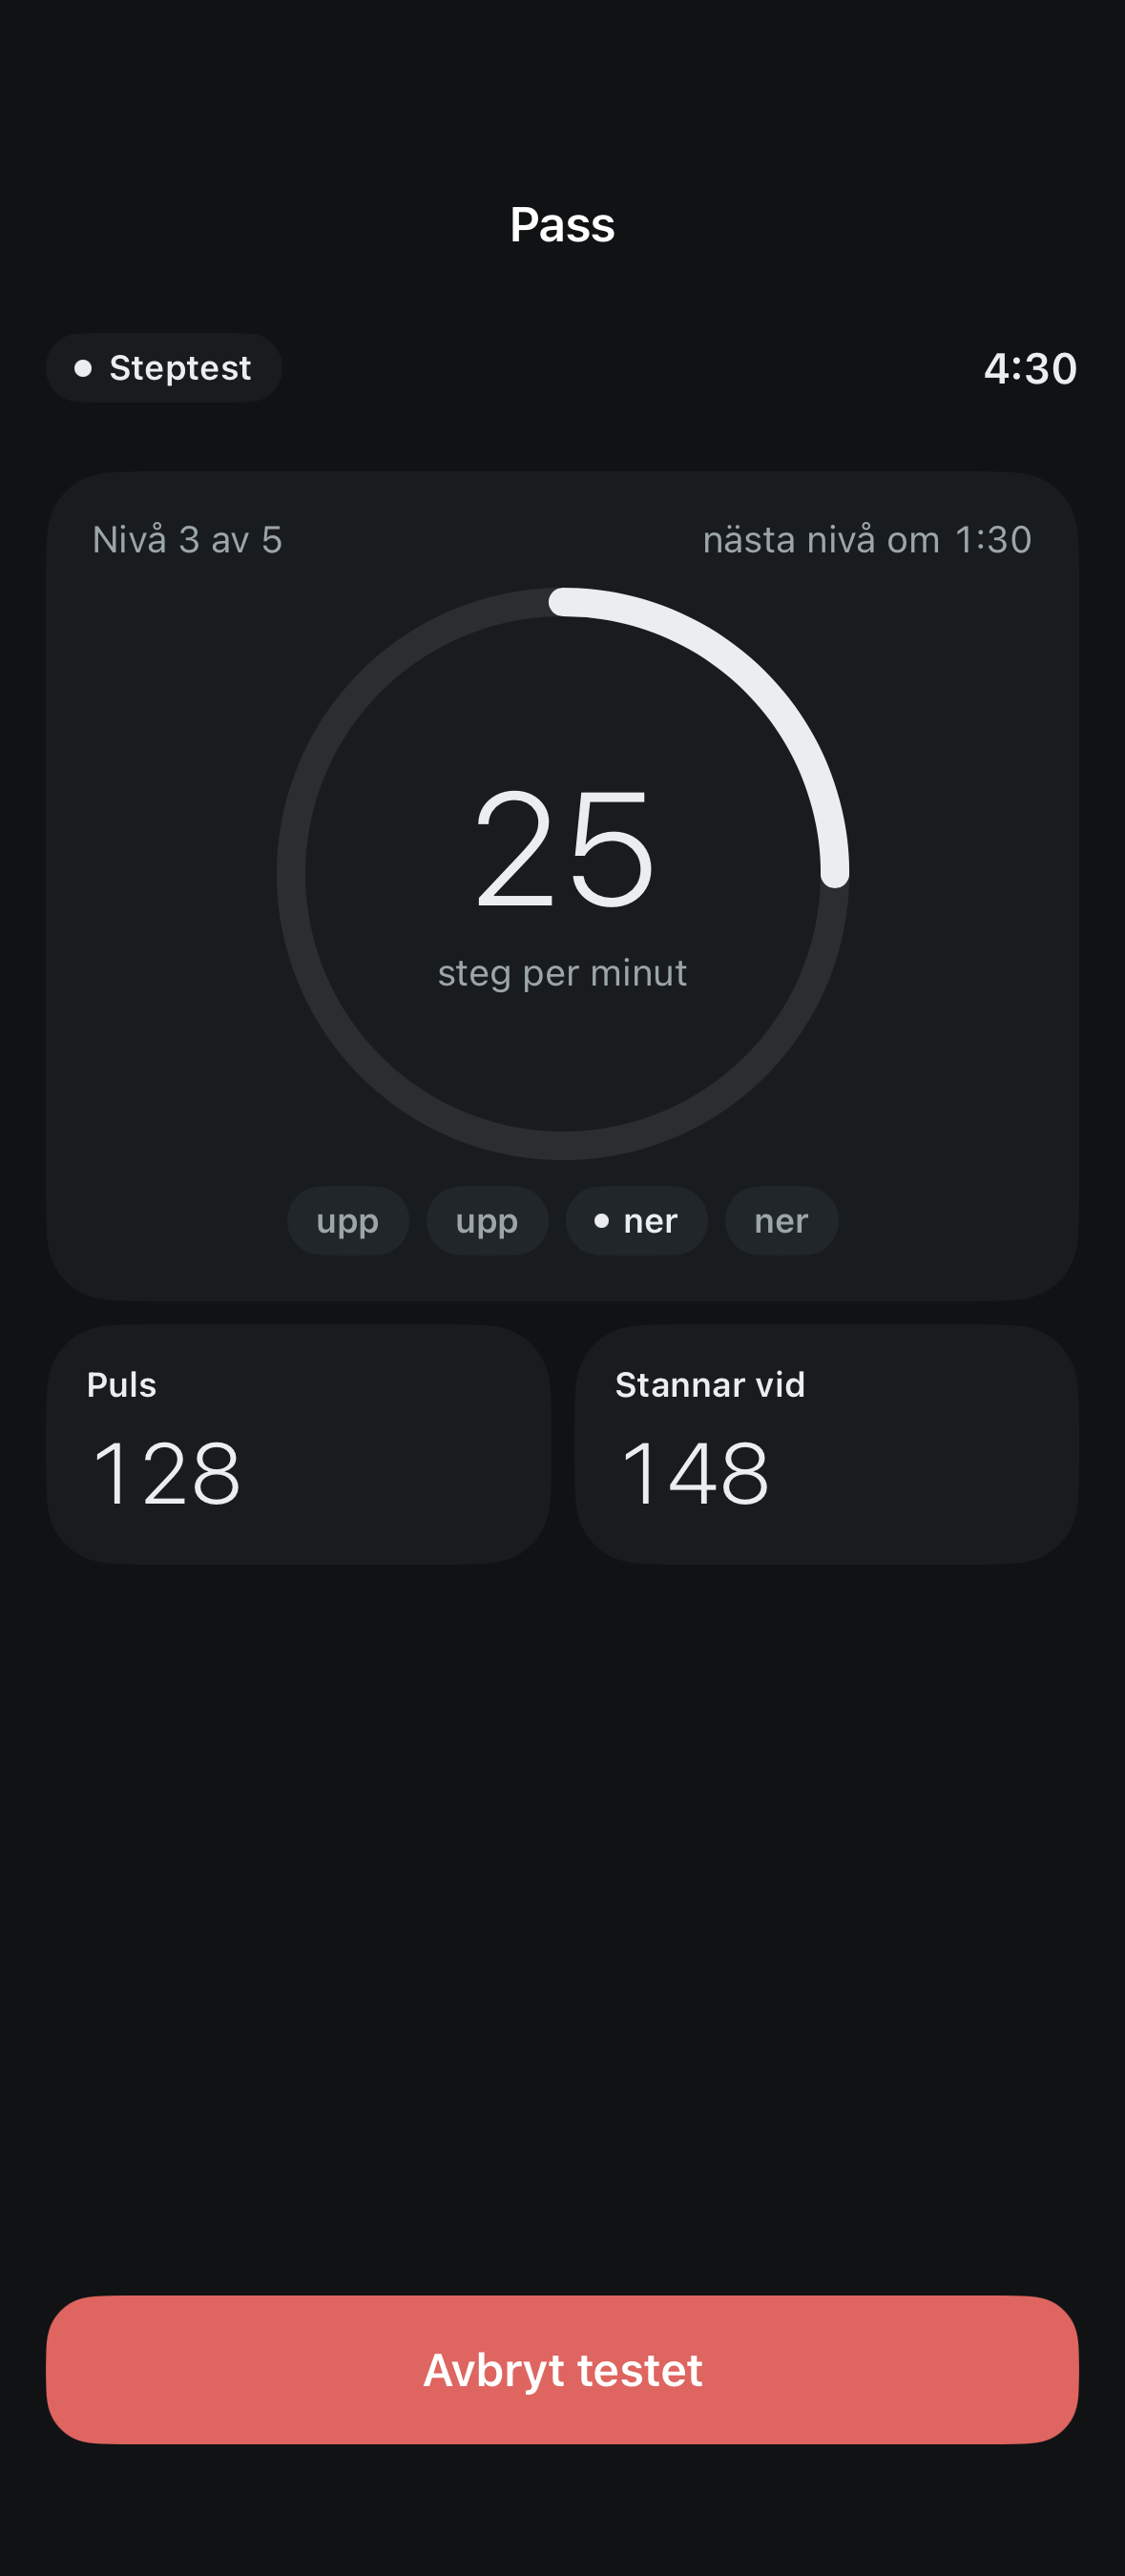 Pass
Steptest
4:30
Nivå 3 av 5
nästa nivå om 1:30
25
steg per minut
upp upp ner ner
Puls
128
Stannar vid
148
Avbryt testet